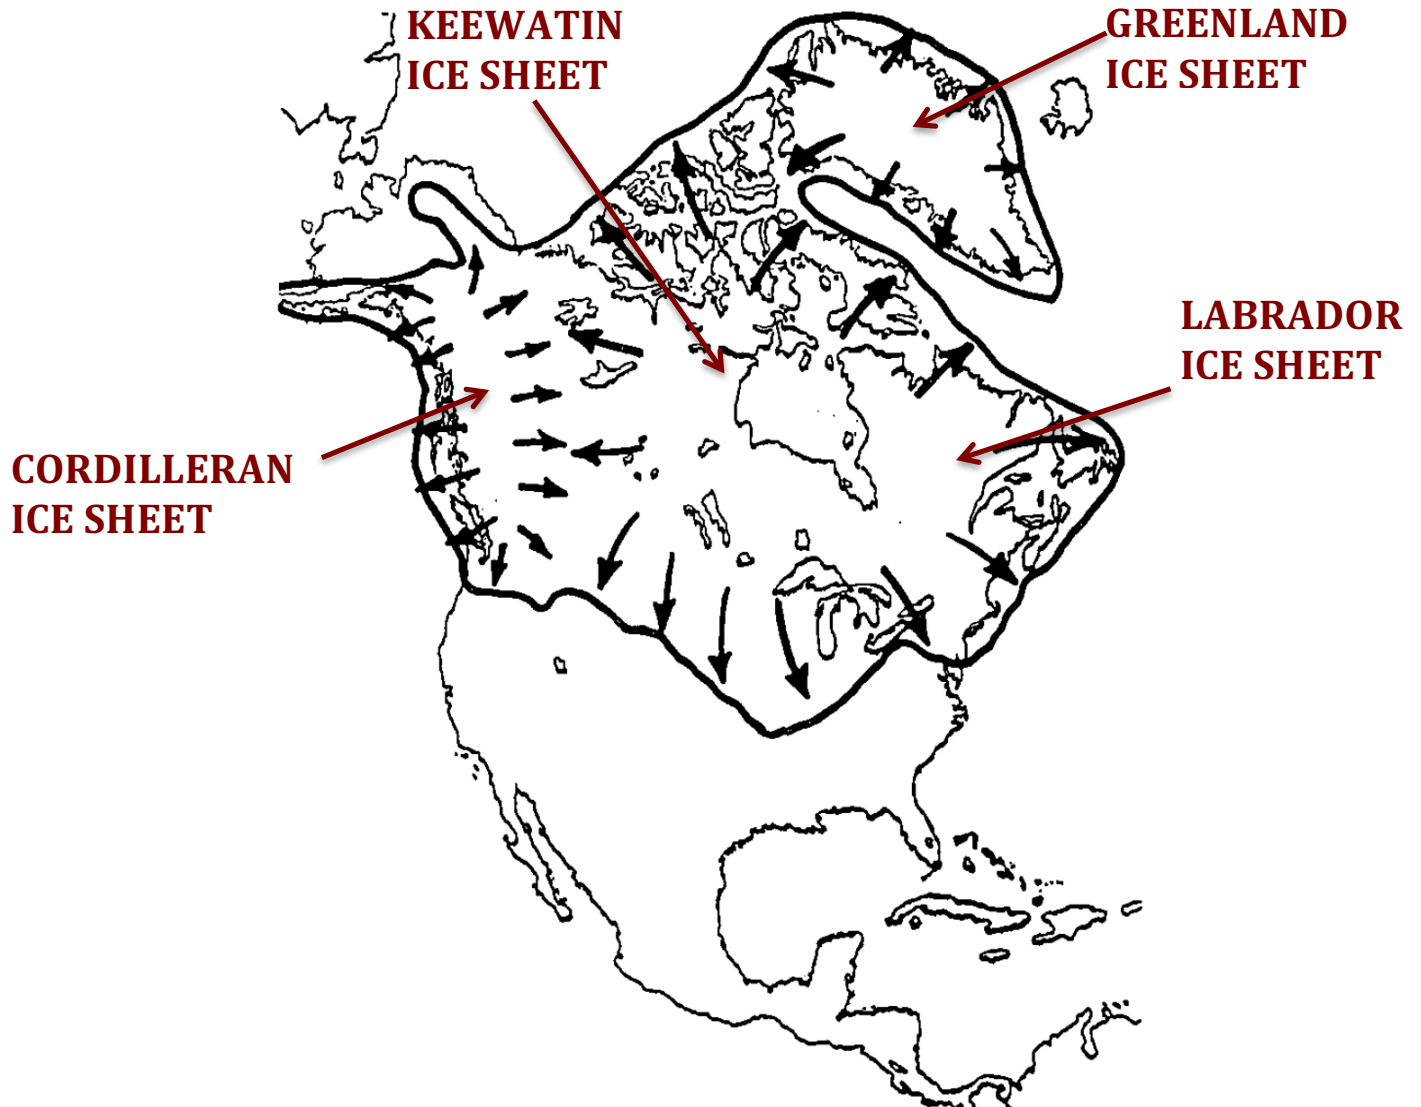 KEEWATIN
ICE SHEET
GREENLAND
ICE SHEET
LABRADOR
ICE SHEET
CORDILLERAN
ICE SHEET